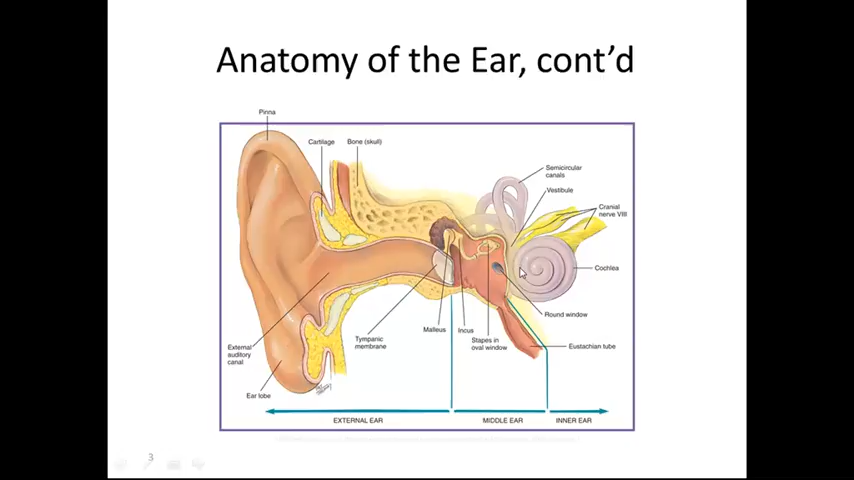 Anatomy of the Ear, cont’d
Pinna
Cartilage
Bone (skull)
Semicircular
canals
Vestibule
Cranial
nerve VIII
Cochlea
Round window
Eustachian tube
Stapes in
oval window
Incus
Malleus
Tympanic
membrane
External
auditory
canal
Ear lobe
EXTERNAL EAR
MIDDLE EAR
INNER EAR
3